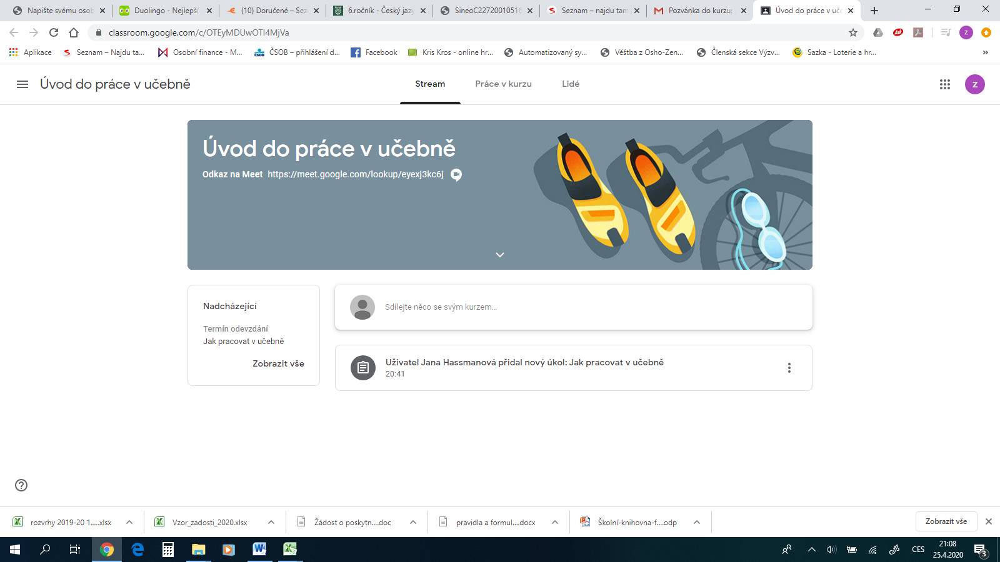 Napište svému osob
Duolingo - Nejlepší
(10) Doručené – Sez
6.ročník - Český jazy
SineoC22720010516
Seznam – najdu tam
Pozvánka do kurzu:
Úvod do práce v uče
classroom.google.com/c/OTEyMDUwOTI4MjVa
Ask
z
Aplikace
Seznam – Najdu ta...
Osobní finance - M...
ČSOB – přihlášení d...
Facebook
Kris Kros - online hr...
Automatizovaný sy...
Věštba z Osho-Zen...
Členská sekce Výzv...
Sazka - Loterie a hr...
»
Úvod do práce v učebně
Stream
Práce v kurzu
Lidé
z
Úvod do práce v učebně
Odkaz na Meet https://meet.google.com/lookup/eyexj3kc6j
Nadcházející
Termín odevzdání
Jak pracovat v učebně
Zobrazit vše
Sdílejte něco se svým kurzem…
Uživatel Jana Hassmanová přidal nový úkol: Jak pracovat v učebně
20:41
rozvrhy 2019-20 1.....xlsx
Vzor_zadosti_2020.xlsx
Žádost o poskytn....doc
pravidla a formul....docx
Školní-knihovna-f....odp
Zobrazit vše
CES
21:08
25.4.2020
3